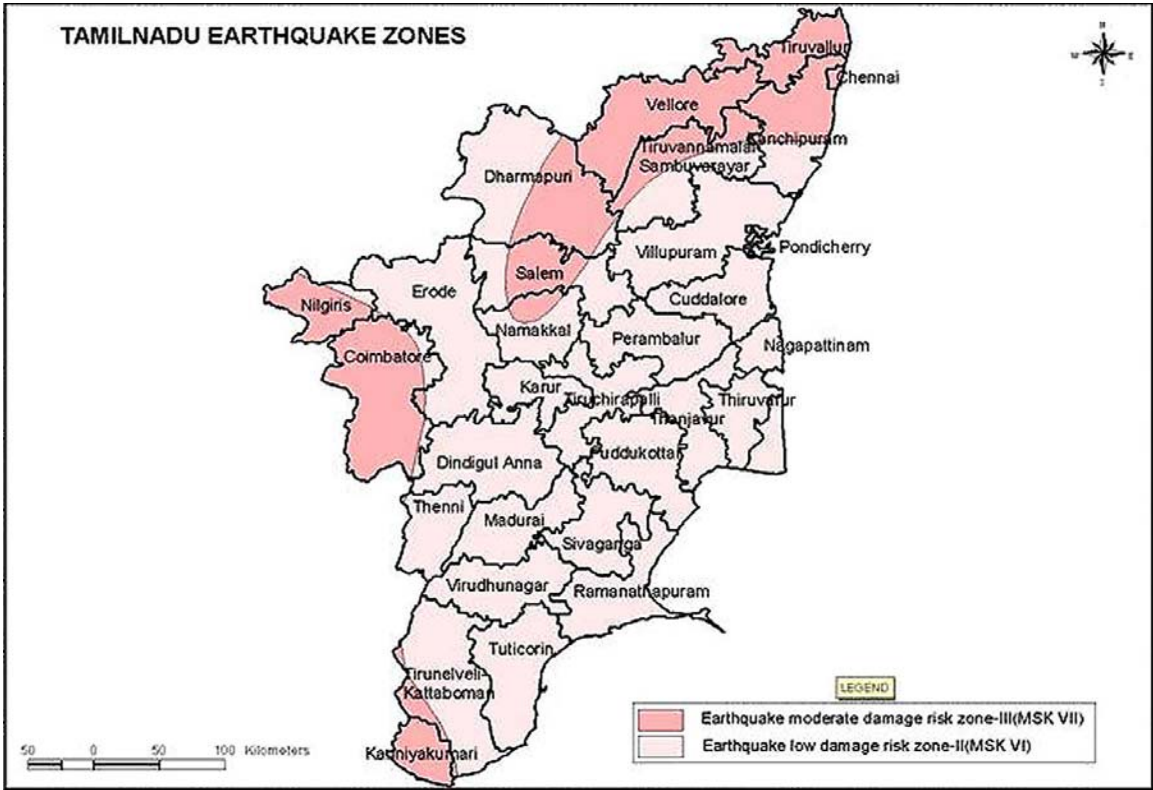 TAMILNADU EARTHQUAKE ZONES
N
W E
Tiruvallur
Chennai
Vellore
Kanchipuram
Tiruvannamalai
Sambuvarayar
Dharmapuri
Villupuram
Pondicherry
Salem
Erode
Nilgiris
Cuddalore
Namakkal
Perambalur
Nagapattinam
Coimbatore
Karur
Tiruchirapalli
Thiruvarur
Thanjavur
Puddukottai
Dindigul Anna
Thenni
Madurai
Sivaganga
Virudhunagar
Ramanathapuram
Tuticorin
Tirunelveli-
Kattaboman
Kanniyakumari
LEGEND
Earthquake moderate damage risk zone-III(MSK VII)
Earthquake low damage risk zone-II(MSK VI)
50 0 50 100 Kilometers